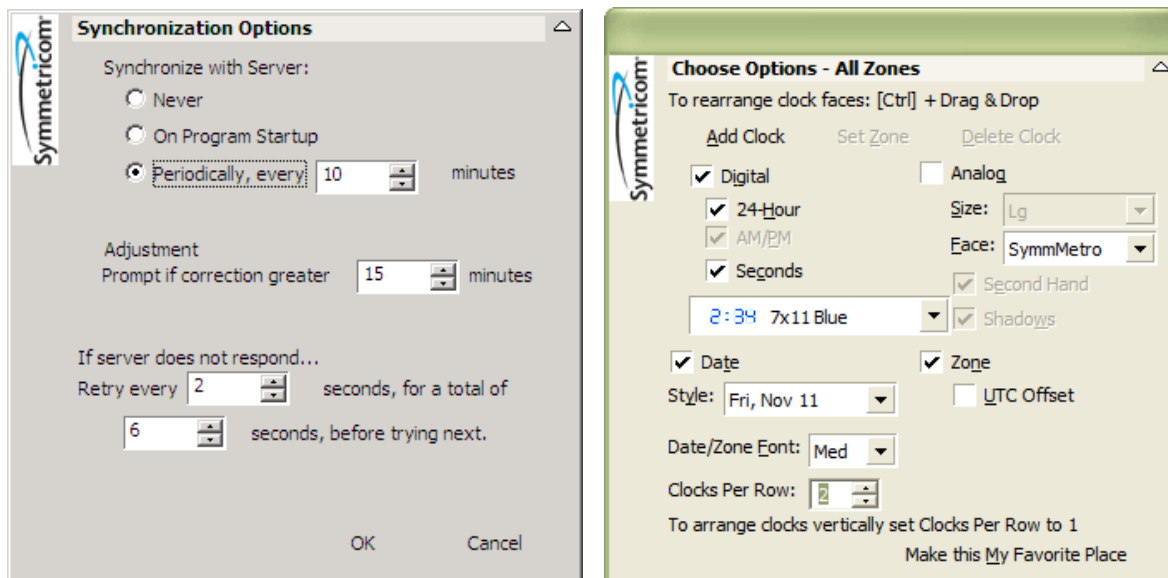 Symmetricom
Synchronization Options
Synchronize with Server:
Never
On Program Startup
Periodically, every 10 minutes
Adjustment
Prompt if correction greater 15 minutes
If server does not respond...
Retry every 2 seconds, for a total of
6 seconds, before trying next.
OK Cancel
Symmetricom
Choose Options - All Zones
To rearrange clock faces: [Ctrl] + Drag & Drop
Add Clock Set Zone Delete Clock
Digital Analog
24-Hour Size: Lg
AM/PM
Face: SymmMetro
Seconds
Second Hand
2:34 7x11 Blue
Shadows
Date Zone
Style: Fri, Nov 11 UTC Offset
Date/Zone Font: Med
Clocks Per Row: 2
To arrange clocks vertically set Clocks Per Row to 1
Make this My Favorite Place